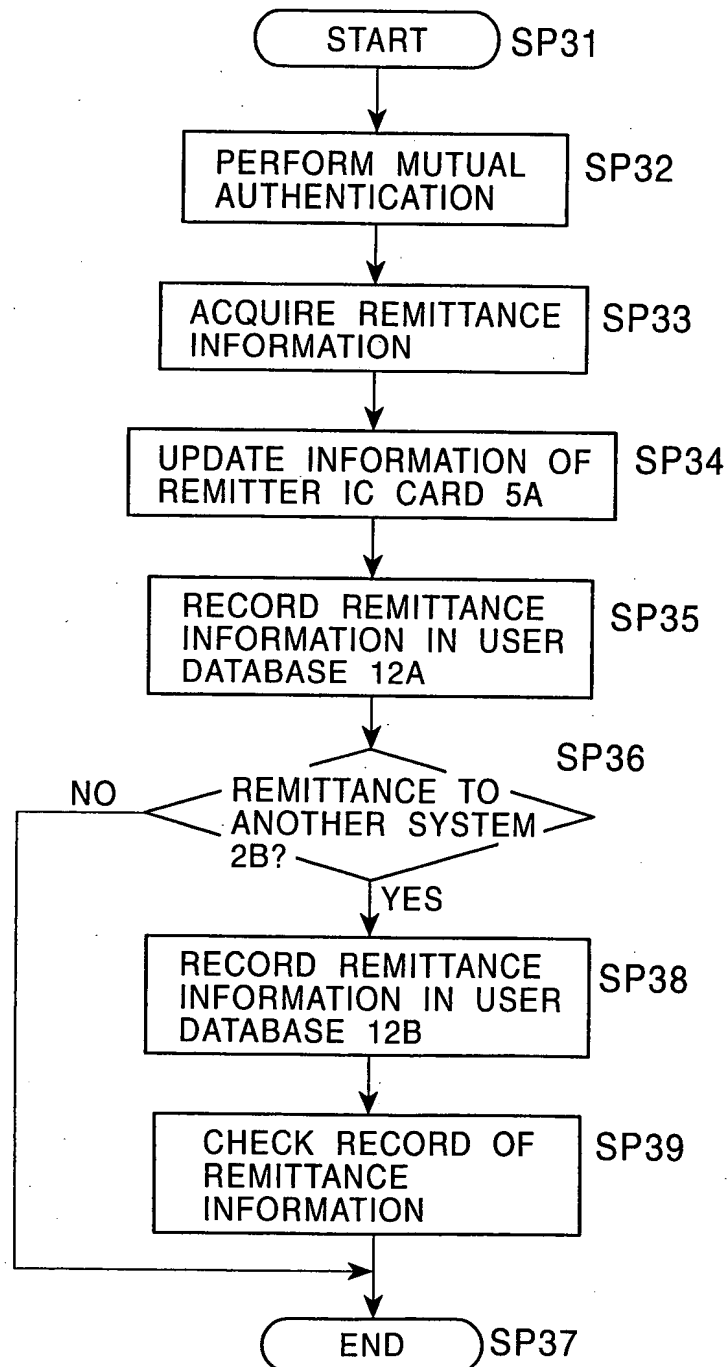 START SP31
PERFORM MUTUAL
AUTHENTICATION
SP32
ACQUIRE REMITTANCE
INFORMATION
SP33
UPDATE INFORMATION OF
REMITTER IC CARD 5A
SP34
RECORD REMITTANCE
INFORMATION IN USER
DATABASE 12A
SP35
SP36
REMITTANCE TO
ANOTHER SYSTEM
2B?
NO
YES
RECORD REMITTANCE
INFORMATION IN USER
DATABASE 12B
SP38
CHECK RECORD OF
REMITTANCE
INFORMATION
SP39
END SP37